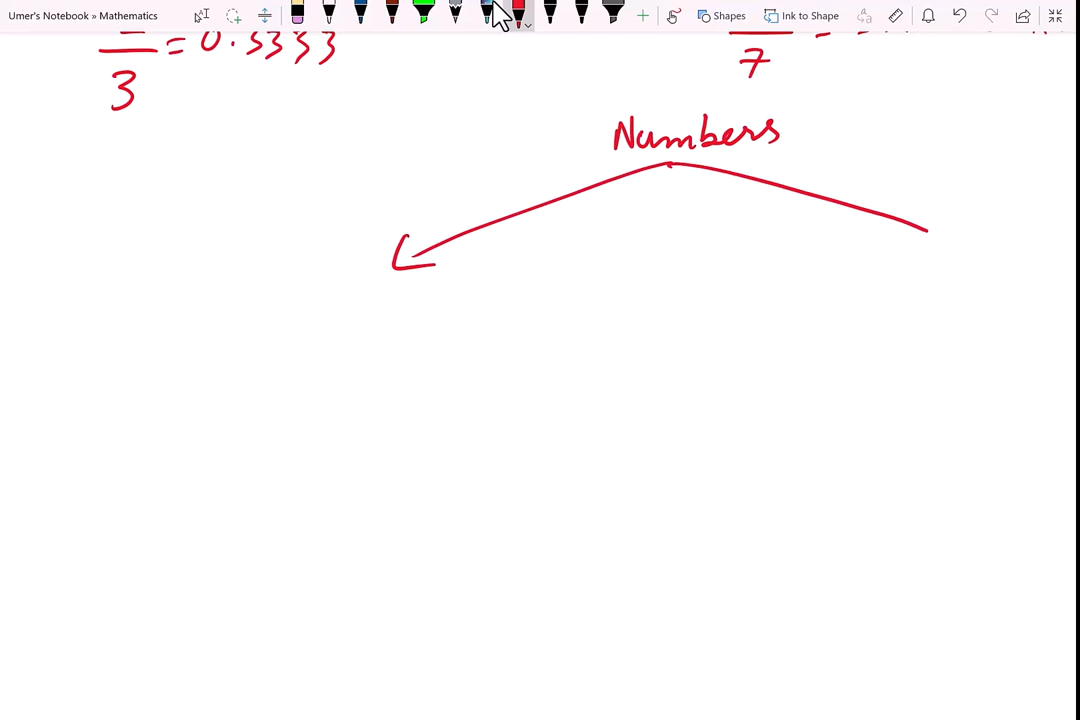 Umer's Notebook » Mathematics
Shapes
Ink to Shape
3 = 0.3333
7 =
Numbers